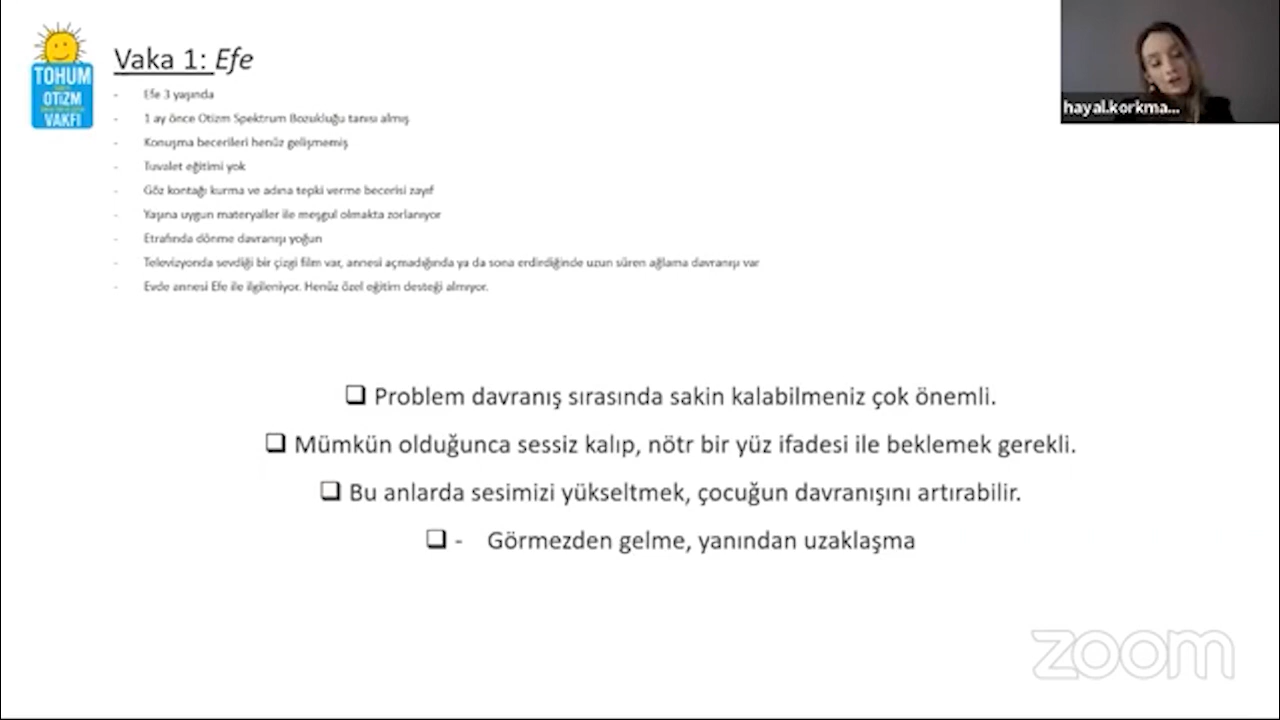 TOHUM
OTİZM
VAKFI
Vaka 1: Efe
- Efe 3 yaşında
- 1 ay önce Otizm Spektrum Bozukluğu tanısı almış
- Konuşma becerileri henüz gelişmemiş
- Tuvalet eğitimi yok
- Göz kontağı kurma ve adına tepki verme becerisi zayıf
- Yaşına uygun materyaller ile meşgul olmakta zorlanıyor
- Etrafında dönme davranışı yoğun
- Televizyonda sevdiği bir çizgi film var, annesi açmadığında ya da sona erdirdiğinde uzun süren ağlama davranışı var
- Evde annesi Efe ile ilgileniyor. Henüz özel eğitim desteği almıyor.
❑ Problem davranış sırasında sakin kalabilmeniz çok önemli.
❑ Mümkün olduğunca sessiz kalıp, nötr bir yüz ifadesi ile beklemek gerekli.
❑ Bu anlarda sesimizi yükseltmek, çocuğun davranışını artırabilir.
❑ - Görmezden gelme, yanından uzaklaşma
hayal.korkma...
zoom